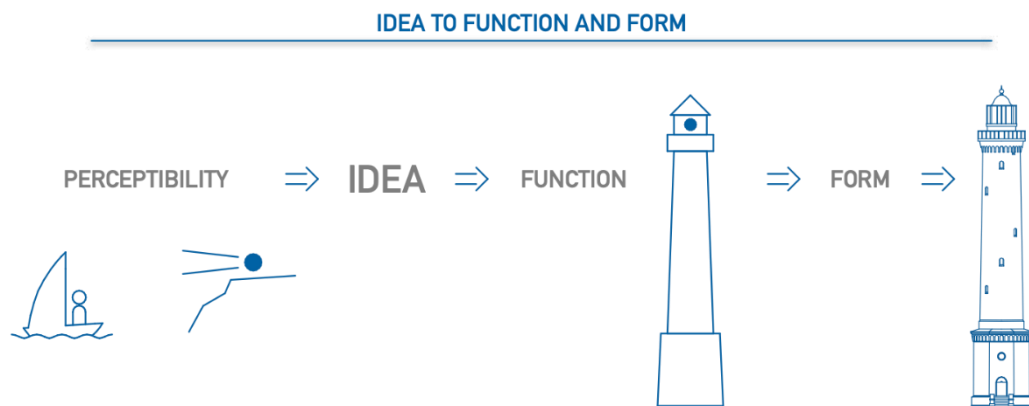 IDEA TO FUNCTION AND FORM
PERCEPTIBILITY ⇒ IDEA ⇒ FUNCTION ⇒ FORM ⇒